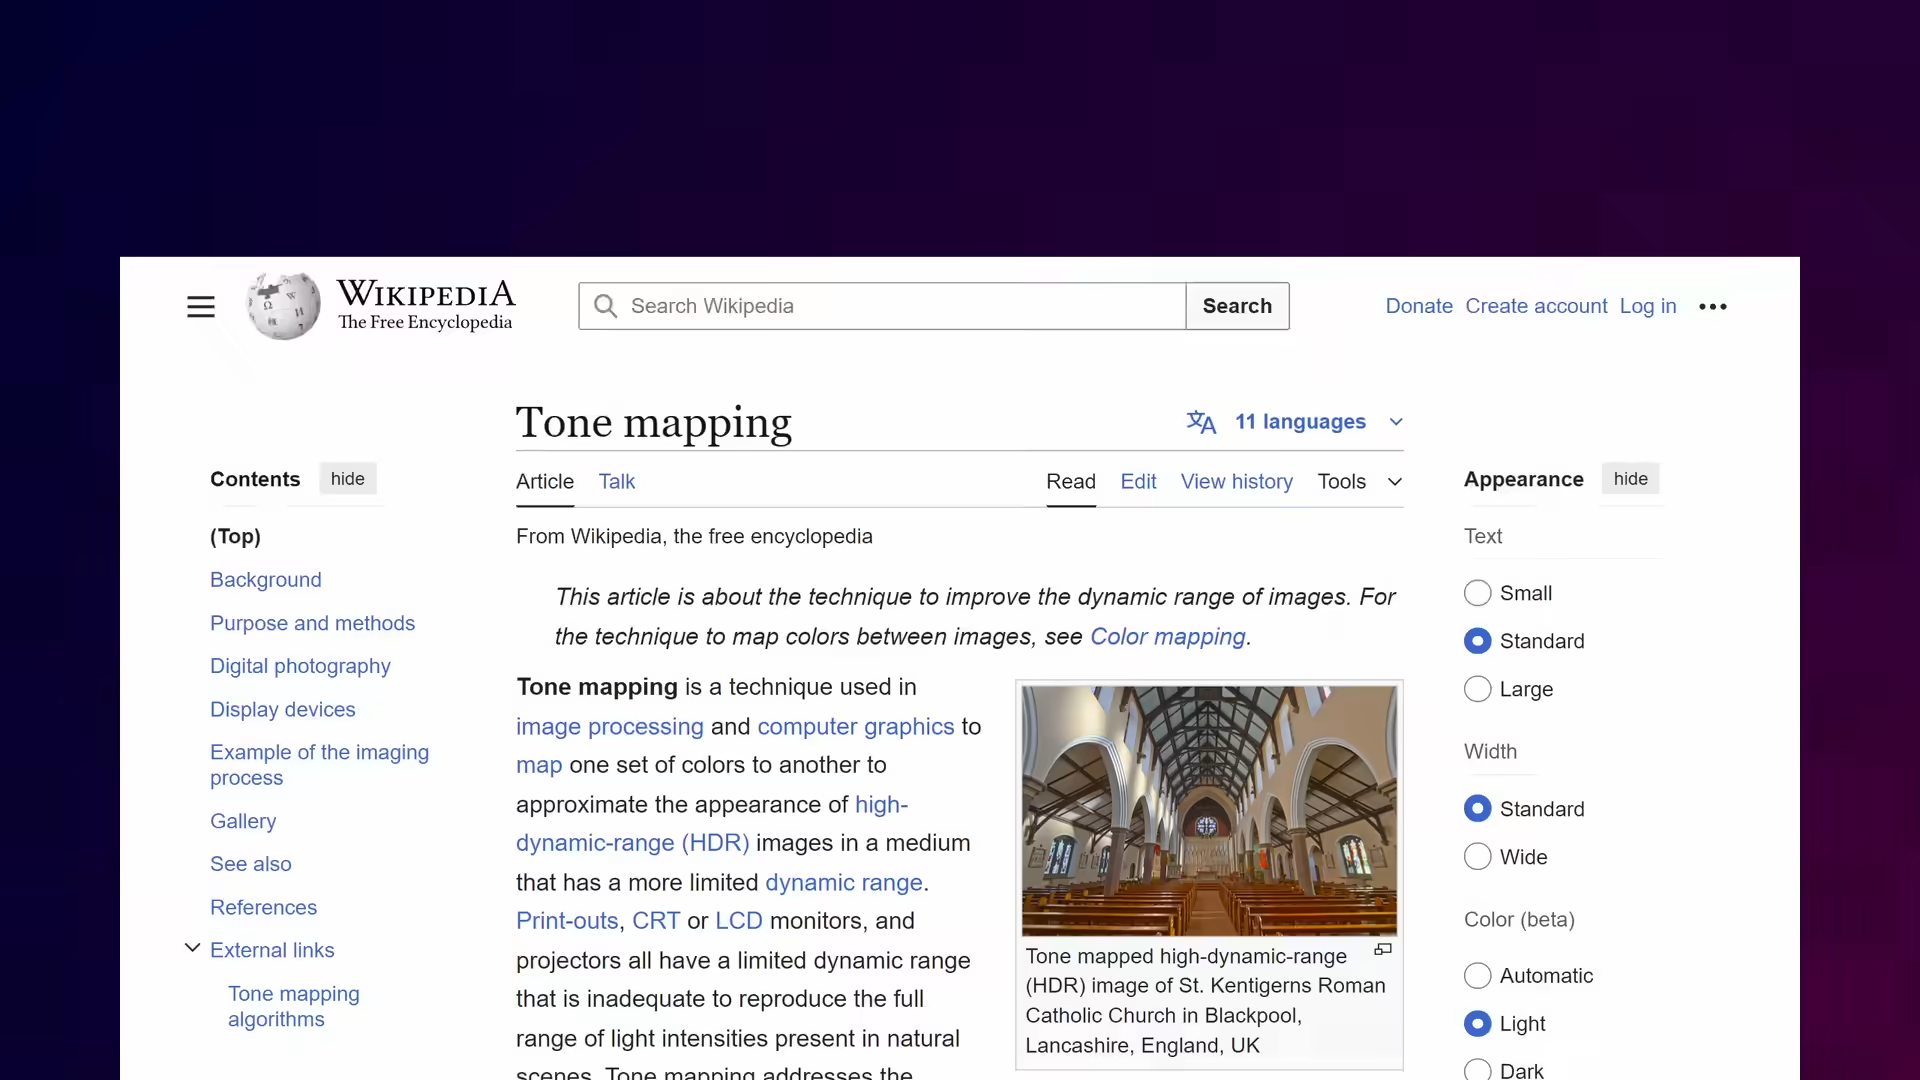 WIKIPEDIA
The Free Encyclopedia
Search Wikipedia
Search
Donate Create account Log in
Tone mapping
11 languages
Contents hide
(Top)
Background
Purpose and methods
Digital photography
Display devices
Example of the imaging
process
Gallery
See also
References
External links
Tone mapping
algorithms
Article Talk
Read Edit View history Tools
From Wikipedia, the free encyclopedia
This article is about the technique to improve the dynamic range of images. For
the technique to map colors between images, see Color mapping.
Tone mapping is a technique used in
image processing and computer graphics to
map one set of colors to another to
approximate the appearance of high-
dynamic-range (HDR) images in a medium
that has a more limited dynamic range.
Print-outs, CRT or LCD monitors, and
projectors all have a limited dynamic range
that is inadequate to reproduce the full
range of light intensities present in natural
scenes. Tone mapping addresses the
Tone mapped high-dynamic-range
(HDR) image of St. Kentigerns Roman
Catholic Church in Blackpool,
Lancashire, England, UK
Appearance hide
Text
Small
Standard
Large
Width
Standard
Wide
Color (beta)
Automatic
Light
Dark